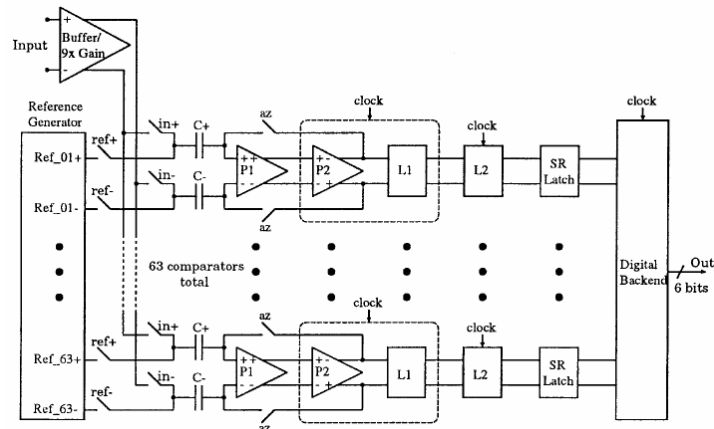 +
Buffer/
9x Gain
-
Input
Reference
Generator
Ref_01+
Ref_01-
Ref_63+
Ref_63-
ref+
in+
C+
az
ref-
in-
C-
az
++
P1
--
+-
P2
-+
clock
L1
clock
L2
SR
Latch
63 comparators
total
ref+
in+
C+
az
ref-
in-
C-
az
++
P1
--
+-
P2
-+
clock
L1
clock
L2
SR
Latch
clock
Digital
Backend
Out
6 bits